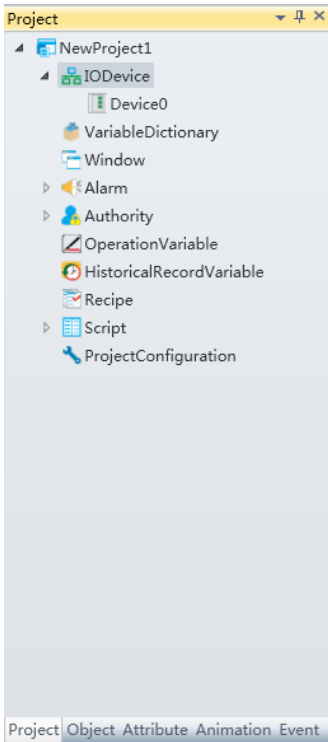 Project
NewProject1
IODevice
Device0
VariableDictionary
Window
Alarm
Authority
OperationVariable
HistoricalRecordVariable
Recipe
Script
ProjectConfiguration
Project Object Attribute Animation Event